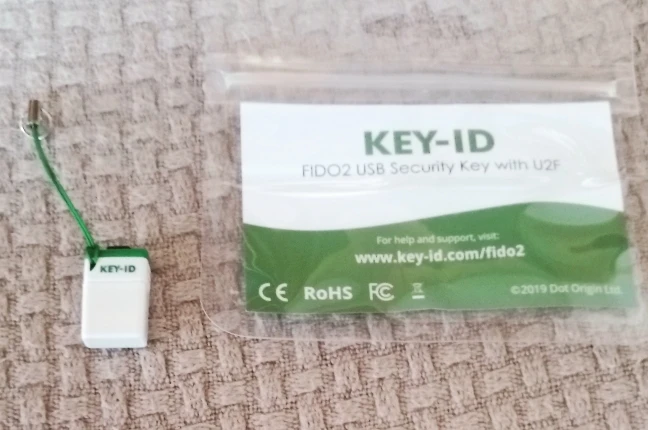 KEY-ID
KEY-ID
FIDO2 USB Security Key with U2F
For help and support, visit:
www.key-id.com/fido2
CE RoHS FC ©2019 Dot Origin Ltd.